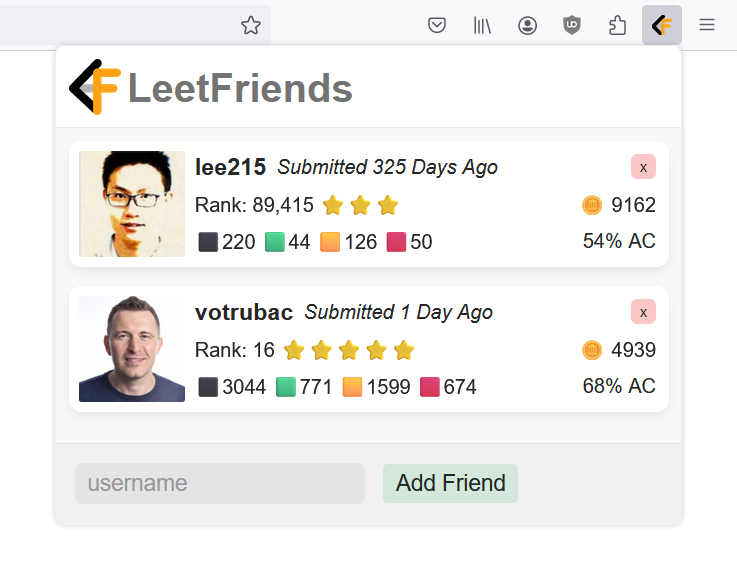 LeetFriends
lee215 Submitted 325 Days Ago x
Rank: 89,415 9162
220 44 126 50 54% AC
votrubac Submitted 1 Day Ago x
Rank: 16 4939
3044 771 1599 674 68% AC
username Add Friend